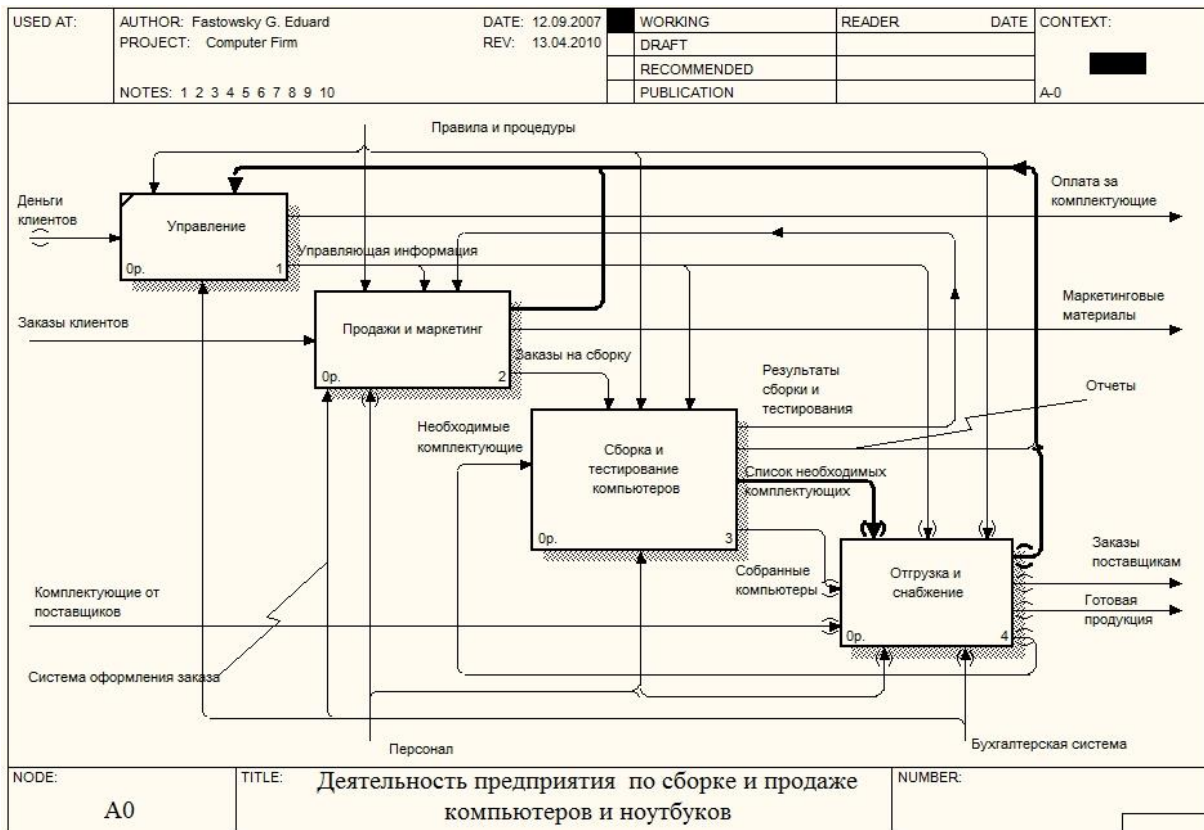 USED AT:
AUTHOR: Fastowsky G. Eduard
DATE: 12.09.2007
WORKING
READER
DATE
CONTEXT:
PROJECT: Computer Firm
REV: 13.04.2010
DRAFT
RECOMMENDED
NOTES: 1 2 3 4 5 6 7 8 9 10
PUBLICATION
A-0
Правила и процедуры
Деньги
клиентов
Управление
0р.
1
Оплата за
комплектующие
Управляющая информация
Заказы клиентов
Продажи и маркетинг
0р.
2
Маркетинговые
материалы
Заказы на сборку
Результаты
сборки и
тестирования
Отчеты
Необходимые
комплектующие
Сборка и
тестирование
компьютеров
0р.
3
Список необходимых
комплектующих
Собранные
компьютеры
Отгрузка и
снабжение
0р.
4
Заказы
поставщикам
Готовая
продукция
Комплектующие от
поставщиков
Система оформления заказа
Персонал
Бухгалтерская система
NODE:
A0
TITLE:
Деятельность предприятия по сборке и продаже
компьютеров и ноутбуков
NUMBER: